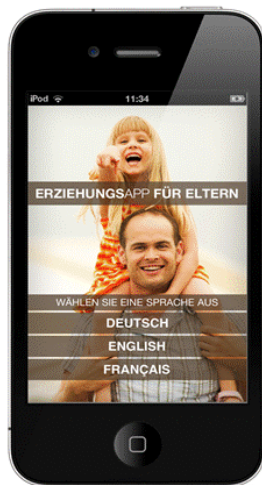 iPod 11:34
ERZIEHUNGSAPP FÜR ELTERN
WÄHLEN SIE EINE SPRACHE AUS
DEUTSCH
ENGLISH
FRANÇAIS